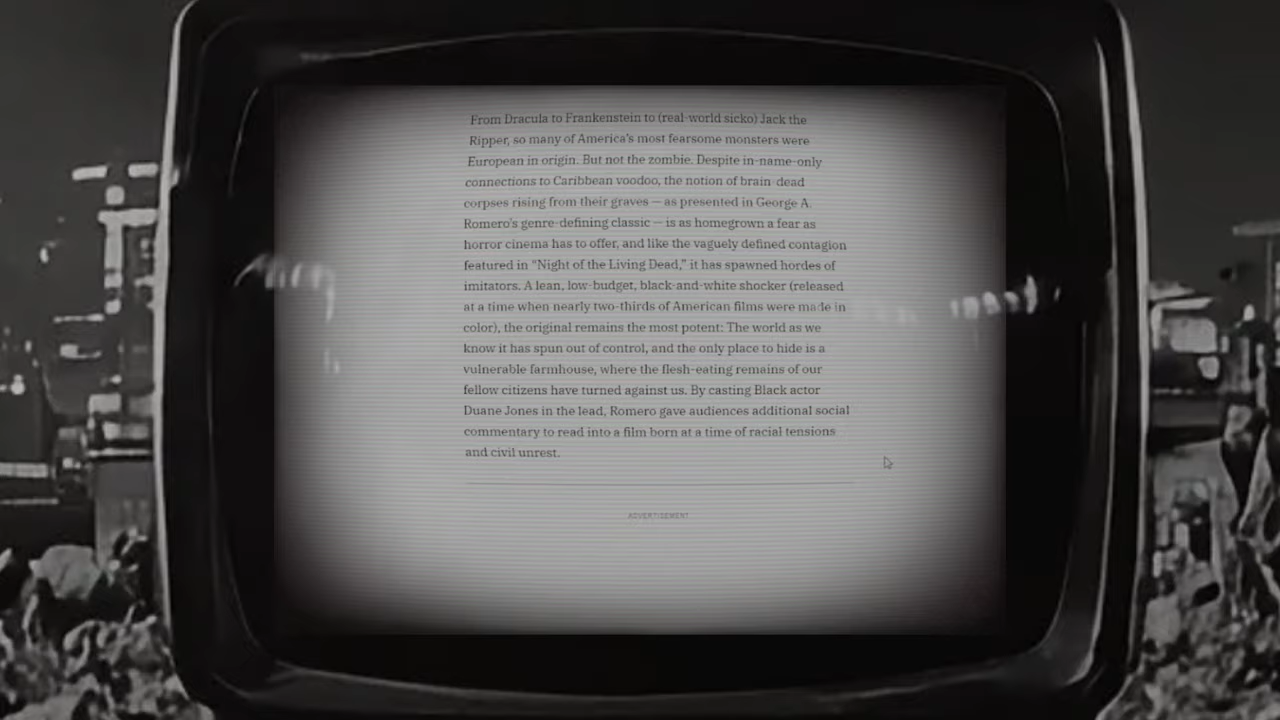 From Dracula to Frankenstein to (real-world sicko) Jack the
Ripper, so many of America's most fearsome monsters were
European in origin. But not the zombie. Despite in-name-only
connections to Caribbean voodoo, the notion of brain-dead
corpses rising from their graves — as presented in George A.
Romero's genre-defining classic — is as homegrown a fear as
horror cinema has to offer, and like the vaguely defined contagion
featured in “Night of the Living Dead,” it has spawned hordes of
imitators. A lean, low-budget, black-and-white shocker (released
at a time when nearly two-thirds of American films were made in
color), the original remains the most potent: The world as we
know it has spun out of control, and the only place to hide is a
vulnerable farmhouse, where the flesh-eating remains of our
fellow citizens have turned against us. By casting Black actor
Duane Jones in the lead, Romero gave audiences additional social
commentary to read into a film born at a time of racial tensions
and civil unrest.
ADVERTISEMENT